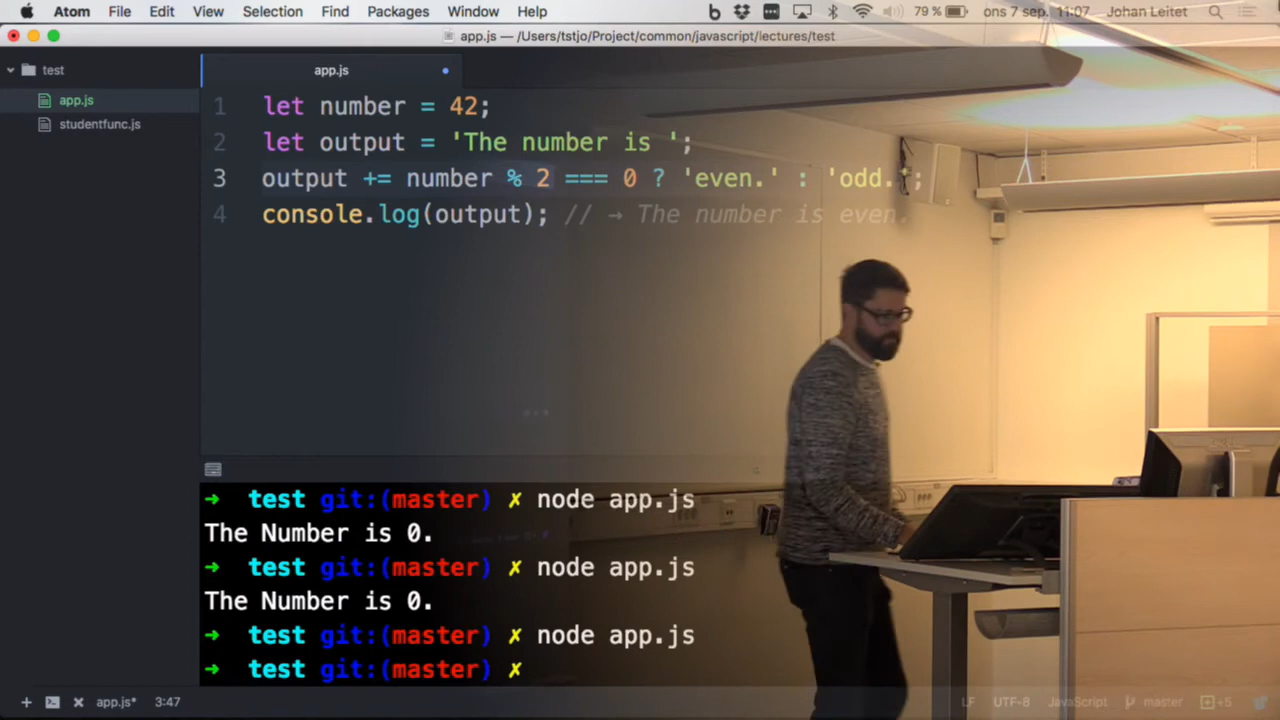 Atom File Edit View Selection Find Packages Window Help 79 % ons 7 sep. 11:07 Johan Leitet
app.js — /Users/tstjo/Project/common/javascript/lectures/test
test
app.js
studentfunc.js
app.js
1 let number = 42;
2 let output = 'The number is ';
3 output += number % 2 === 0 ? 'even.' : 'odd.';
4 console.log(output); // → The number is even.
➜ test git:(master) ✗ node app.js
The Number is 0.
➜ test git:(master) ✗ node app.js
The Number is 0.
➜ test git:(master) ✗ node app.js
➜ test git:(master) ✗
app.js* 3:47 LF UTF-8 JavaScript master +5